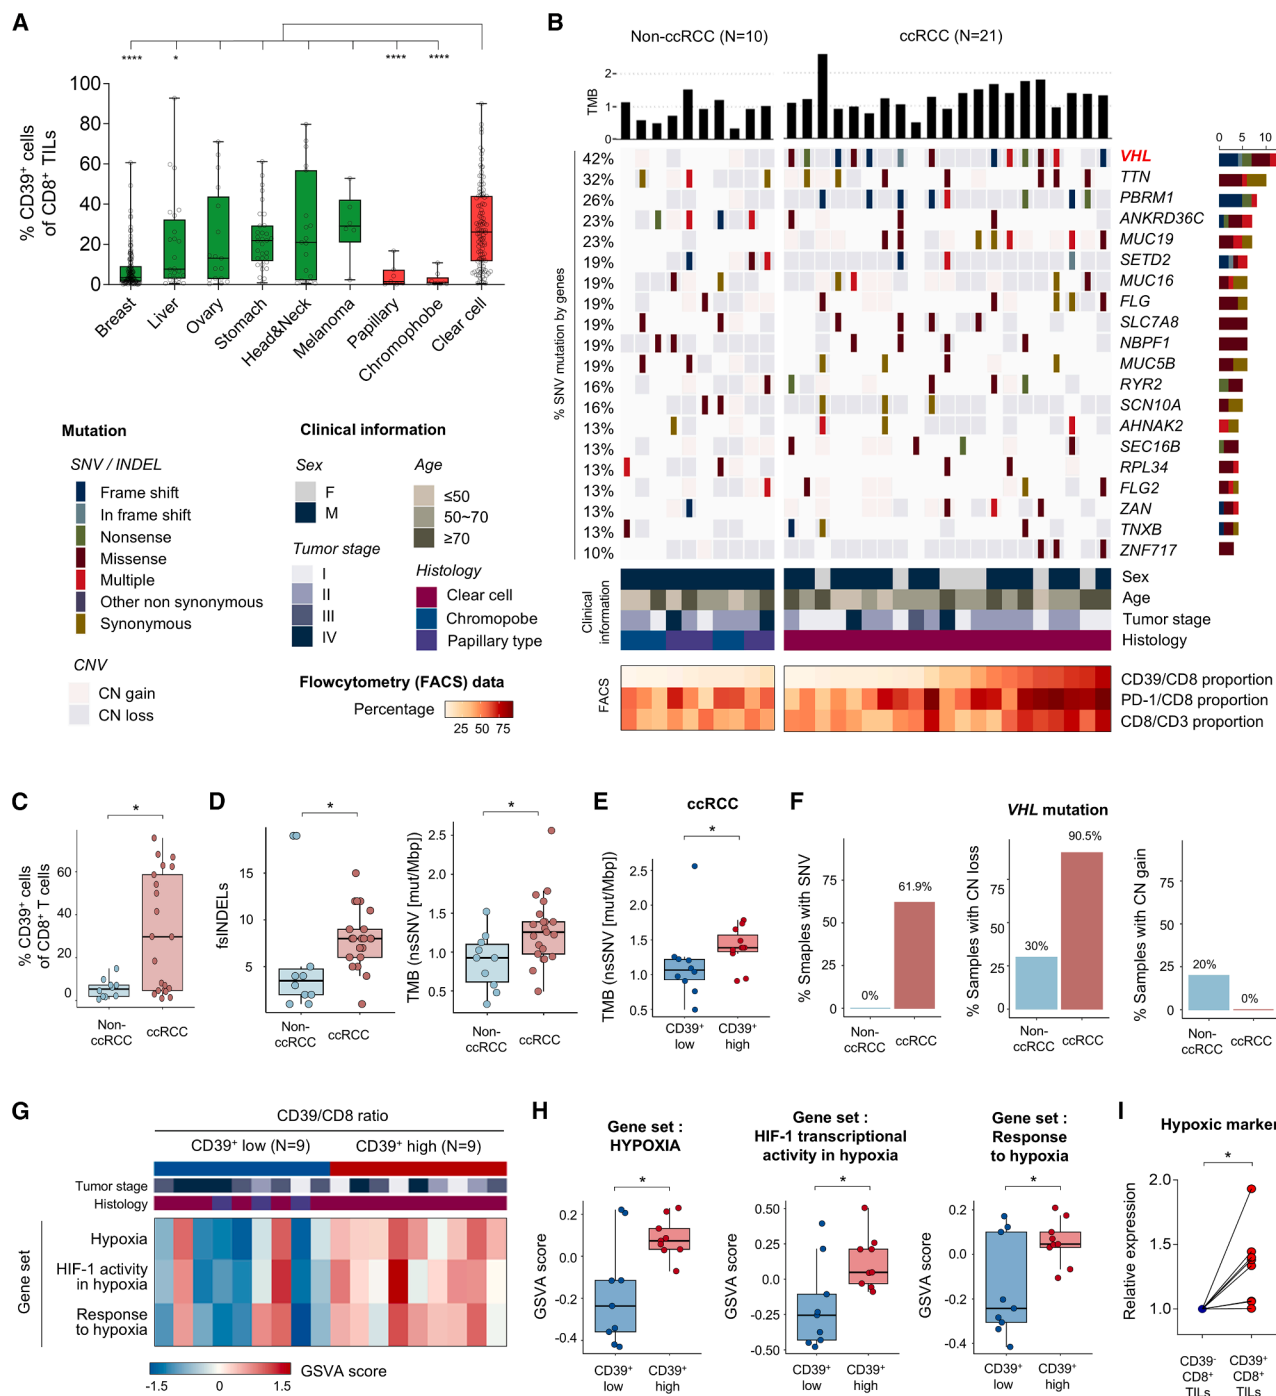 A
**** * **** ****
% CD39+ cells
of CD8+ TILs
100
80
60
40
20
0
Breast
Liver
Ovary
Stomach
Head&Neck
Melanoma
Papillary
Chromophobe
Clear cell
Mutation
SNV / INDEL
Frame shift
In frame shift
Nonsense
Missense
Multiple
Other non synonymous
Synonymous
CNV
CN gain
CN loss
Clinical information
Sex
F
M
Age
≤50
50~70
≥70
Tumor stage
I
II
III
IV
Histology
Clear cell
Chromopobe
Papillary type
Flowcytometry (FACS) data
Percentage
25 50 75
B
Non-ccRCC (N=10)
ccRCC (N=21)
TMB
2
1
0
% SNV mutation by genes
0 5 10
42% VHL
32% TTN
26% PBRM1
23% ANKRD36C
23% MUC19
19% SETD2
19% MUC16
19% FLG
19% SLC7A8
19% NBPF1
19% MUC5B
16% RYR2
16% SCN10A
13% AHNAK2
13% SEC16B
13% RPL34
13% FLG2
13% ZAN
13% TNXB
10% ZNF717
Clinical
information
Sex
Age
Tumor stage
Histology
FACS
CD39/CD8 proportion
PD-1/CD8 proportion
CD8/CD3 proportion
C
*
% CD39+ cells
of CD8+ T cells
60
40
20
0
Non-
ccRCC
ccRCC
D
*
fsINDELs
15
10
5
Non-
ccRCC
ccRCC
*
TMB (nsSNV [mut/Mbp])
2.5
2.0
1.5
1.0
0.5
Non-
ccRCC
ccRCC
E
ccRCC
*
TMB (nsSNV [mut/Mbp])
2.5
2.0
1.5
1.0
0.5
CD39+
low
CD39+
high
F
VHL mutation
% Smaples with SNV
75
50
25
0
0%
61.9%
Non-
ccRCC
ccRCC
% Samples with CN loss
75
50
25
0
30%
90.5%
Non-
ccRCC
ccRCC
% Samples with CN gain
75
50
25
0
20%
0%
Non-
ccRCC
ccRCC
G
CD39/CD8 ratio
CD39+ low (N=9)
CD39+ high (N=9)
Tumor stage
Histology
Gene set
Hypoxia
HIF-1 activity
in hypoxia
Response
to hypoxia
GSVA score
-1.5 0 1.5
H
Gene set :
HYPOXIA
*
GSVA score
0.2
0.0
-0.2
-0.4
CD39+
low
CD39+
high
Gene set :
HIF-1 transcriptional
activity in hypoxia
*
GSVA score
0.50
0.25
0.0
-0.25
-0.50
CD39+
low
CD39+
high
Gene set :
Response
to hypoxia
*
GSVA score
0.2
0.0
-0.2
-0.4
CD39+
low
CD39+
high
I
Hypoxic marker
*
Relative expression
2.0
1.5
1.0
CD39-
CD8+
TILs
CD39+
CD8+
TILs